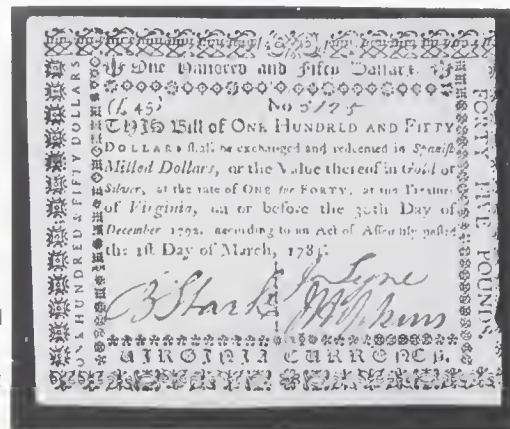 One Hundred and Fifty Dollars.
(£ 45) No 5175
THIS Bill of ONE HUNDRED AND FIFTY
DOLLARS shall be exchanged and redeemed in Spanish
Milled Dollars, or the Value thereof in Gold or
Silver, at the rate of ONE for FORTY, at the Treasury
of Virginia, on or before the 30th Day of
December 1792, according to an Act of Assembly passed
the 1st Day of March, 1781.
B Stark
VIRGINIA CURRENCY.
ONE HUNDRED & FIFTY DOLLARS
FORTY FIVE POUNDS.